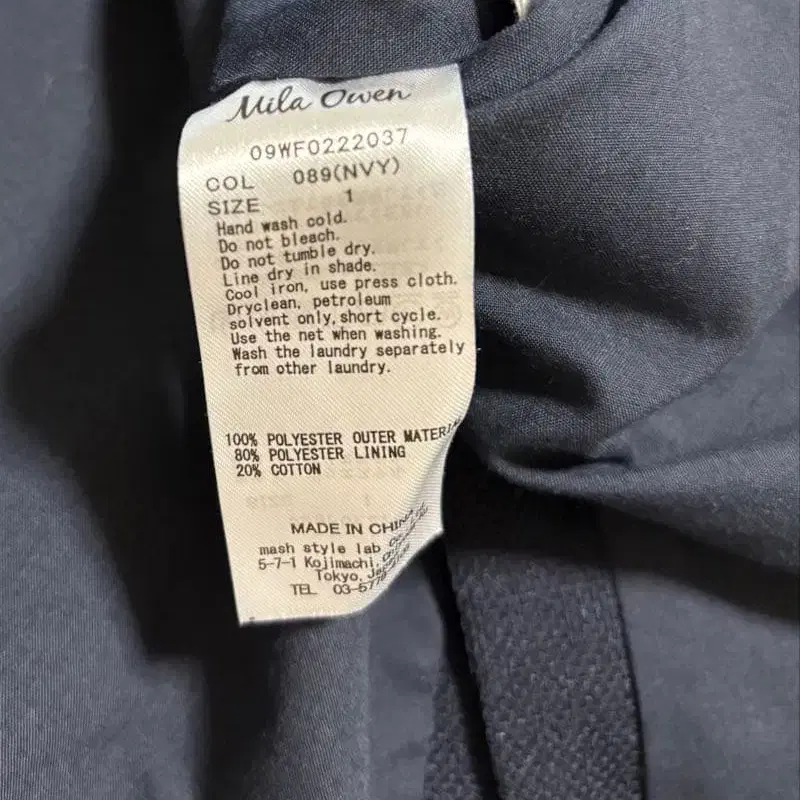 Mila Owen
09WF0222037
COL 089(NVY)
SIZE 1
Hand wash cold.
Do not bleach.
Do not tumble dry.
Line dry in shade.
Cool iron, use press cloth.
Dryclean, petroleum
solvent only, short cycle.
Use the net when washing.
Wash the laundry separately
from other laundry.
100% POLYESTER OUTER MATERIAL
80% POLYESTER LINING
20% COTTON
MADE IN CHINA
mash style lab
5-7-1 Kojimachi,
Tokyo,
TEL 03-577